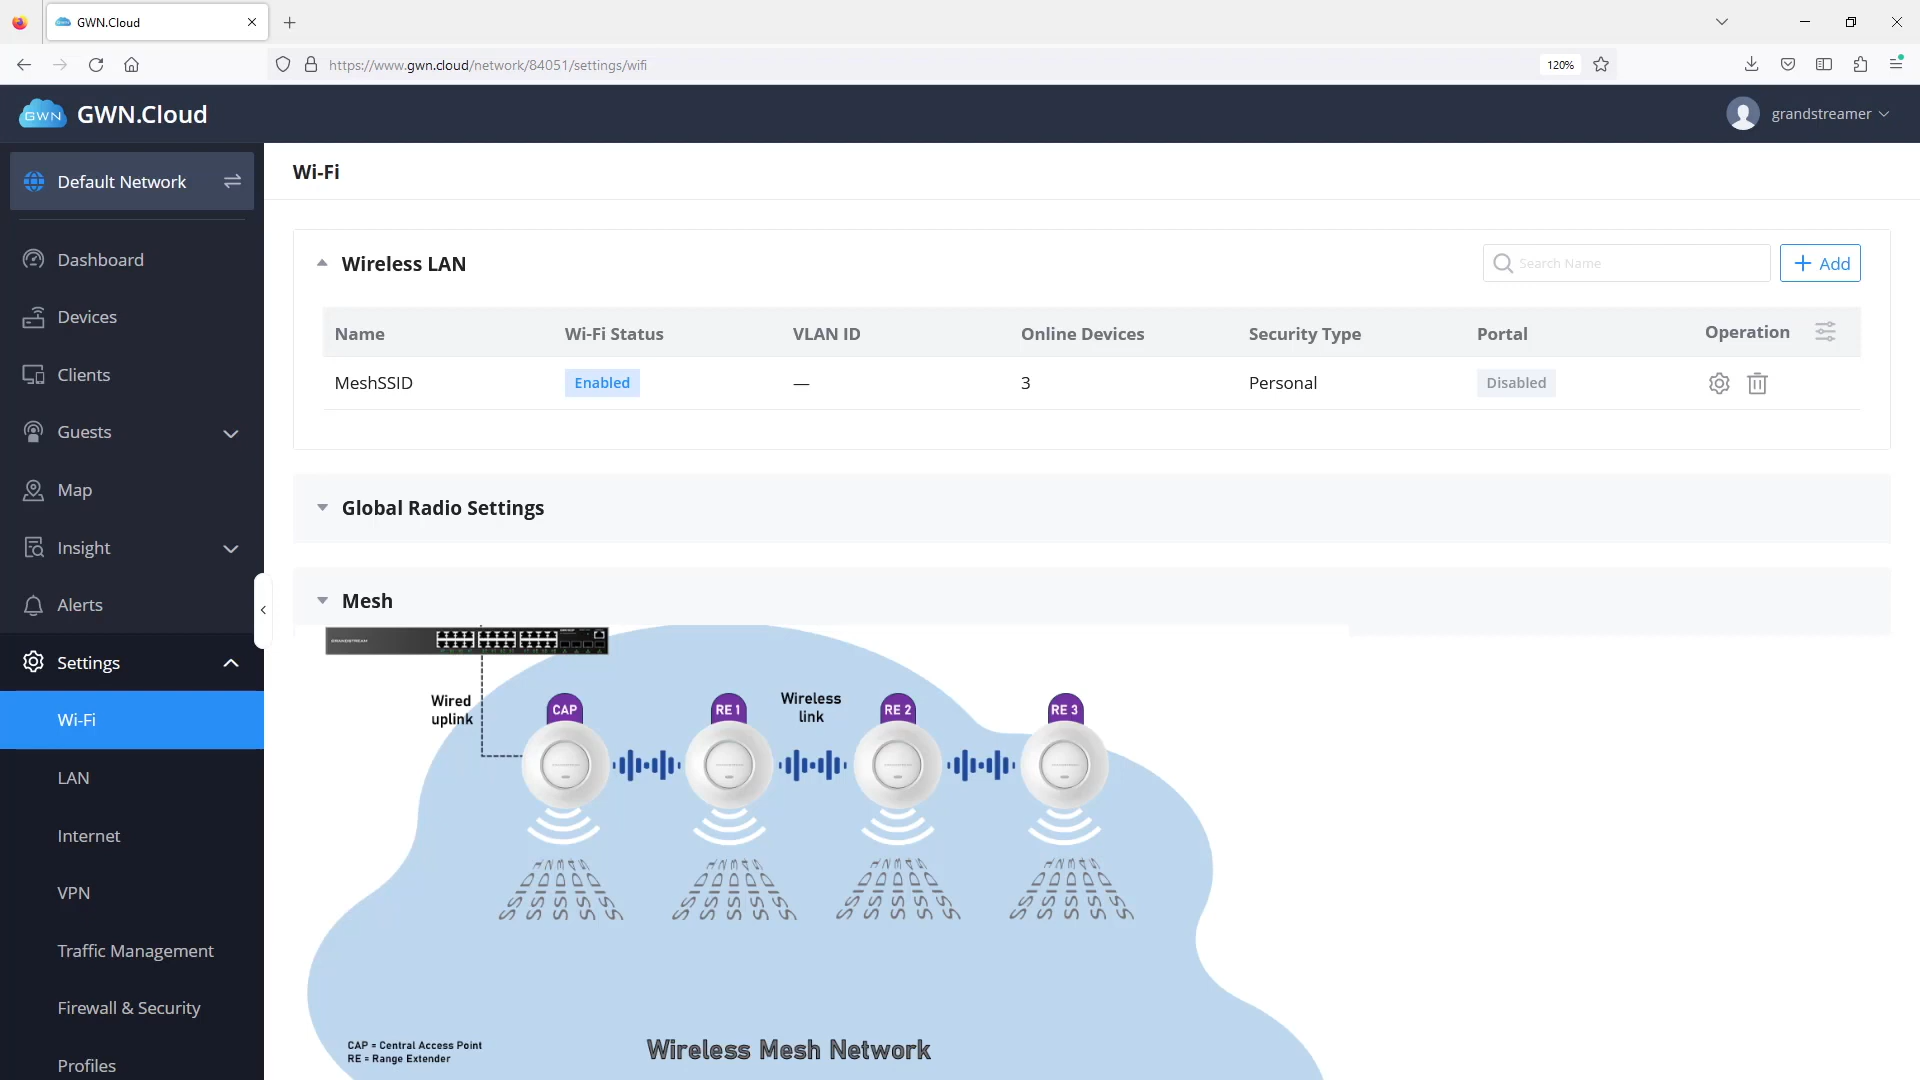 GWN.Cloud
https://www.gwn.cloud/network/84051/settings/wifi
120%
GWN
GWN.Cloud
grandstreamer
Default Network
Dashboard
Devices
Clients
Guests
Map
Insight
Alerts
Settings
Wi-Fi
LAN
Internet
VPN
Traffic Management
Firewall & Security
Profiles
Wi-Fi
Wireless LAN
Search Name
Add
Name Wi-Fi Status VLAN ID Online Devices Security Type Portal Operation
MeshSSID Enabled — 3 Personal Disabled
Global Radio Settings
Mesh
Wired
uplink
CAP
RE 1
Wireless
link
RE 2
RE 3
CAP = Central Access Point
RE = Range Extender
Wireless Mesh Network